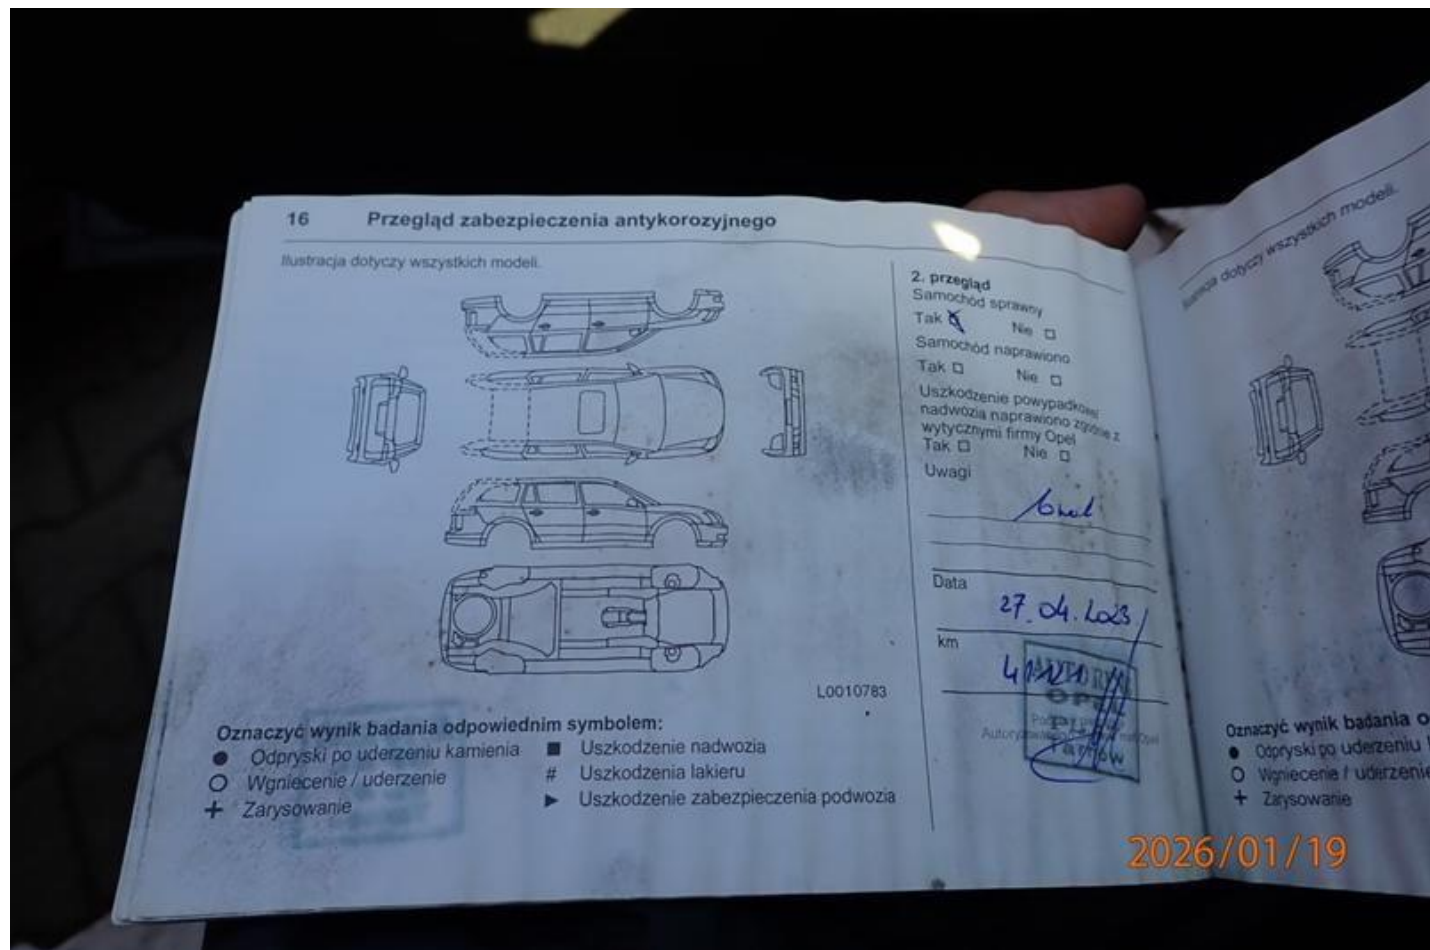 16 Przegląd zabezpieczenia antykorozyjnego
Ilustracja dotyczy wszystkich modeli.
L0010783
Oznaczyć wynik badania odpowiednim symbolem:
● Odpryski po uderzeniu kamienia
○ Wgniecenie / uderzenie
+ Zarysowanie
■ Uszkodzenie nadwozia
# Uszkodzenia lakieru
► Uszkodzenie zabezpieczenia podwozia
2. przegląd
Samochód sprawny
Tak Nie □
Samochód naprawiono
Tak □ Nie □
Uszkodzenie powypadkowe
nadwozia naprawiono zgodnie z
wytycznymi firmy Opel
Tak □ Nie □
Uwagi
Data
27.04.2023
km
OPEL
Tarnów
dotyczy wszystkich modeli.
Oznaczyć wynik badania
● Odpryski po uderzeniu
○ Wgniecenie / uderzenie
+ Zarysowanie
2026/01/19